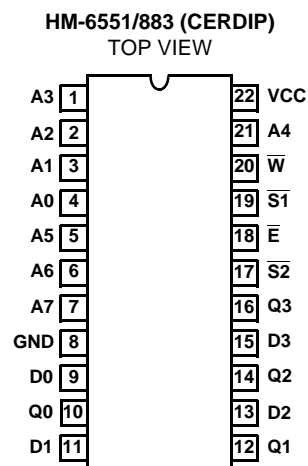 HM-6551/883 (CERDIP)
TOP VIEW
A3 1 22 VCC
A2 2 21 A4
A1 3 20 W̅
A0 4 19 S̅1̅
A5 5 18 E̅
A6 6 17 S̅2̅
A7 7 16 Q3
GND 8 15 D3
D0 9 14 Q2
Q0 10 13 D2
D1 11 12 Q1